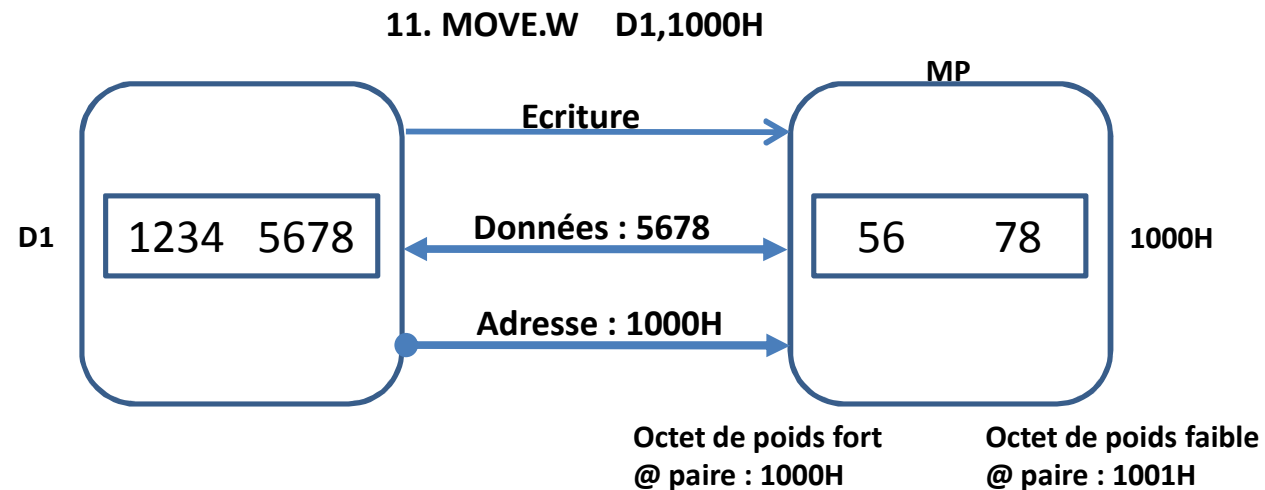 11. MOVE.W D1,1000H
MP
Ecriture
D1
1234 5678
Données : 5678
56 78
1000H
Adresse : 1000H
Octet de poids fort
@ paire : 1000H
Octet de poids faible
@ paire : 1001H